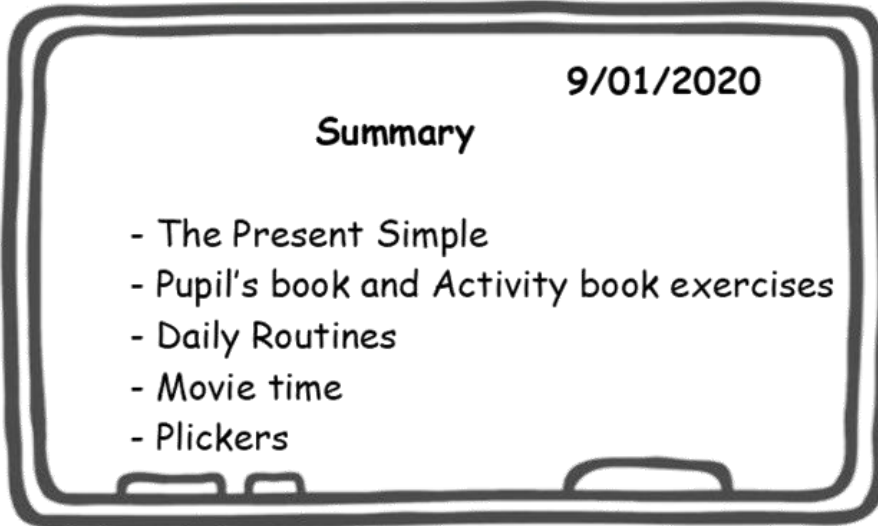 9/01/2020
Summary
- The Present Simple
- Pupil's book and Activity book exercises
- Daily Routines
- Movie time
- Plickers